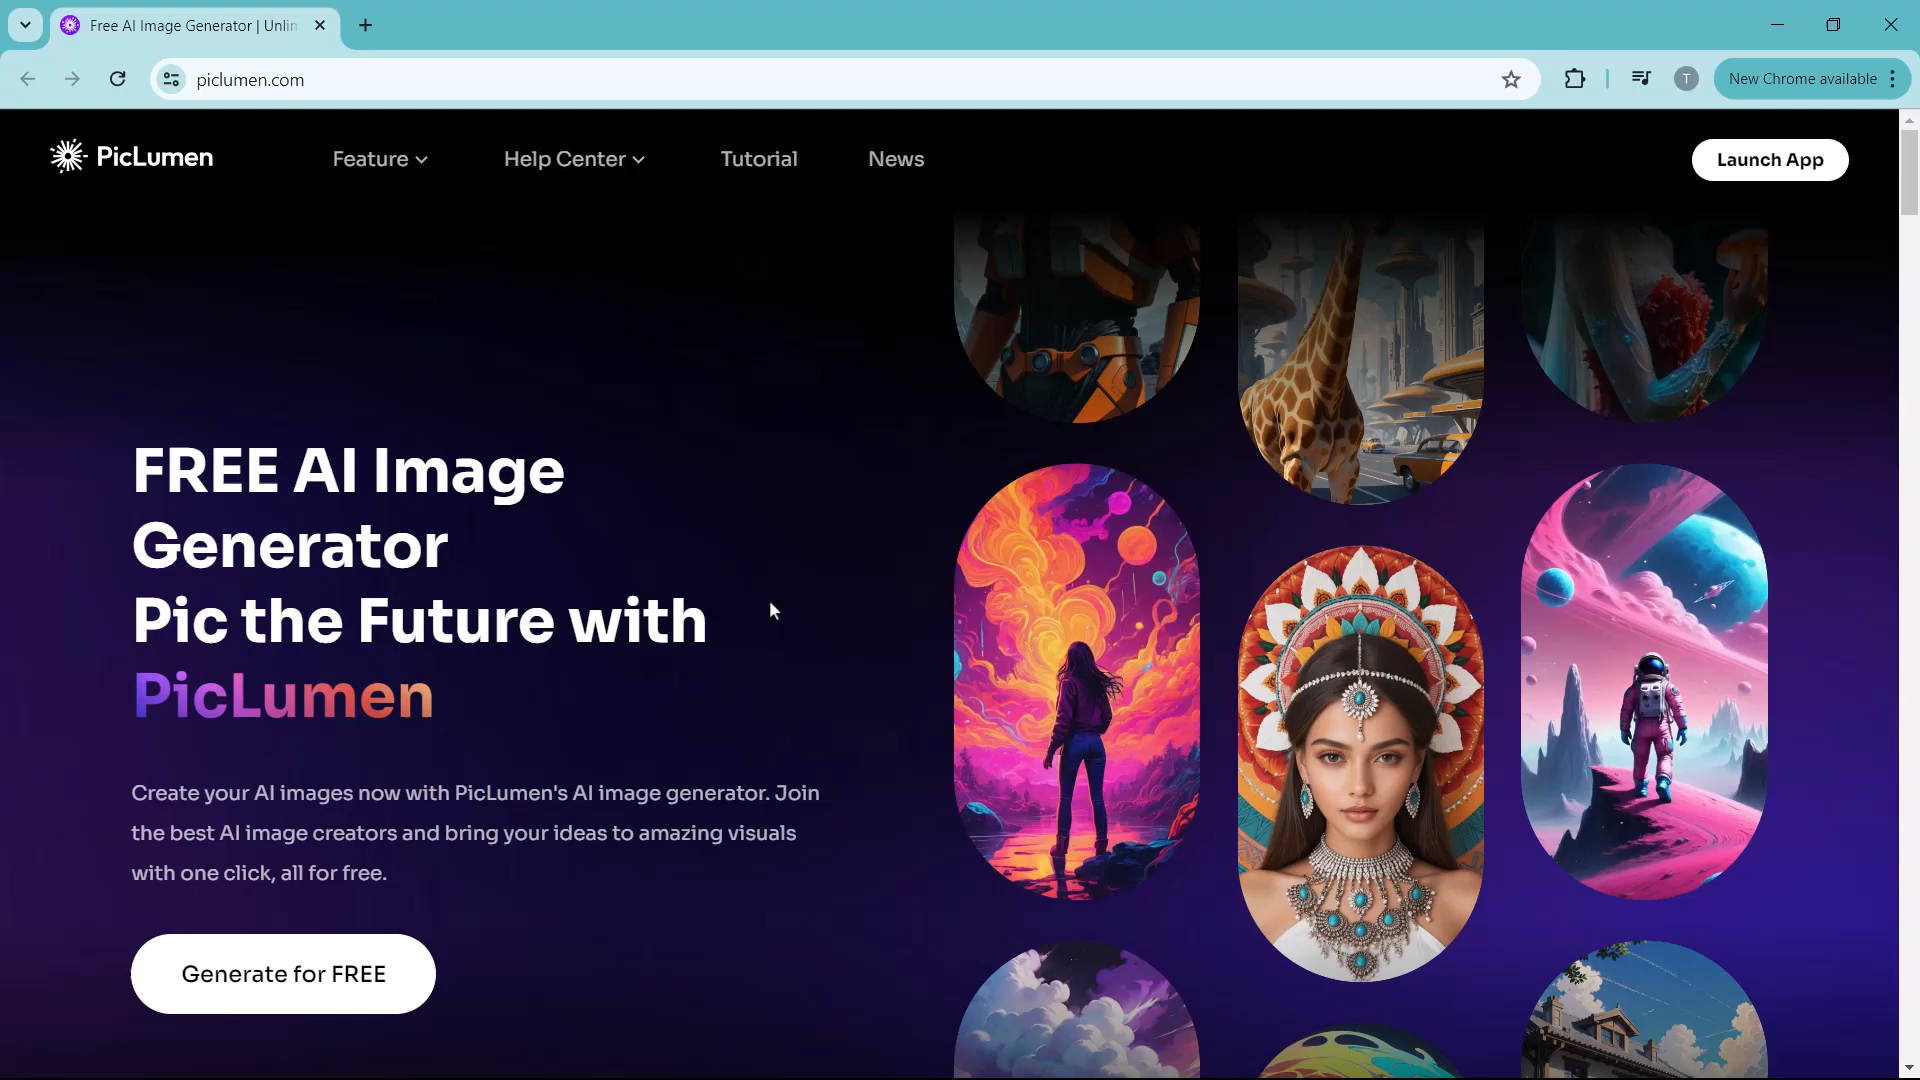 Free AI Image Generator | Unlin
piclumen.com
T
New Chrome available
PicLumen
Feature
Help Center
Tutorial
News
Launch App
FREE AI Image
Generator
Pic the Future with
PicLumen
Create your AI images now with PicLumen's AI image generator. Join
the best AI image creators and bring your ideas to amazing visuals
with one click, all for free.
Generate for FREE